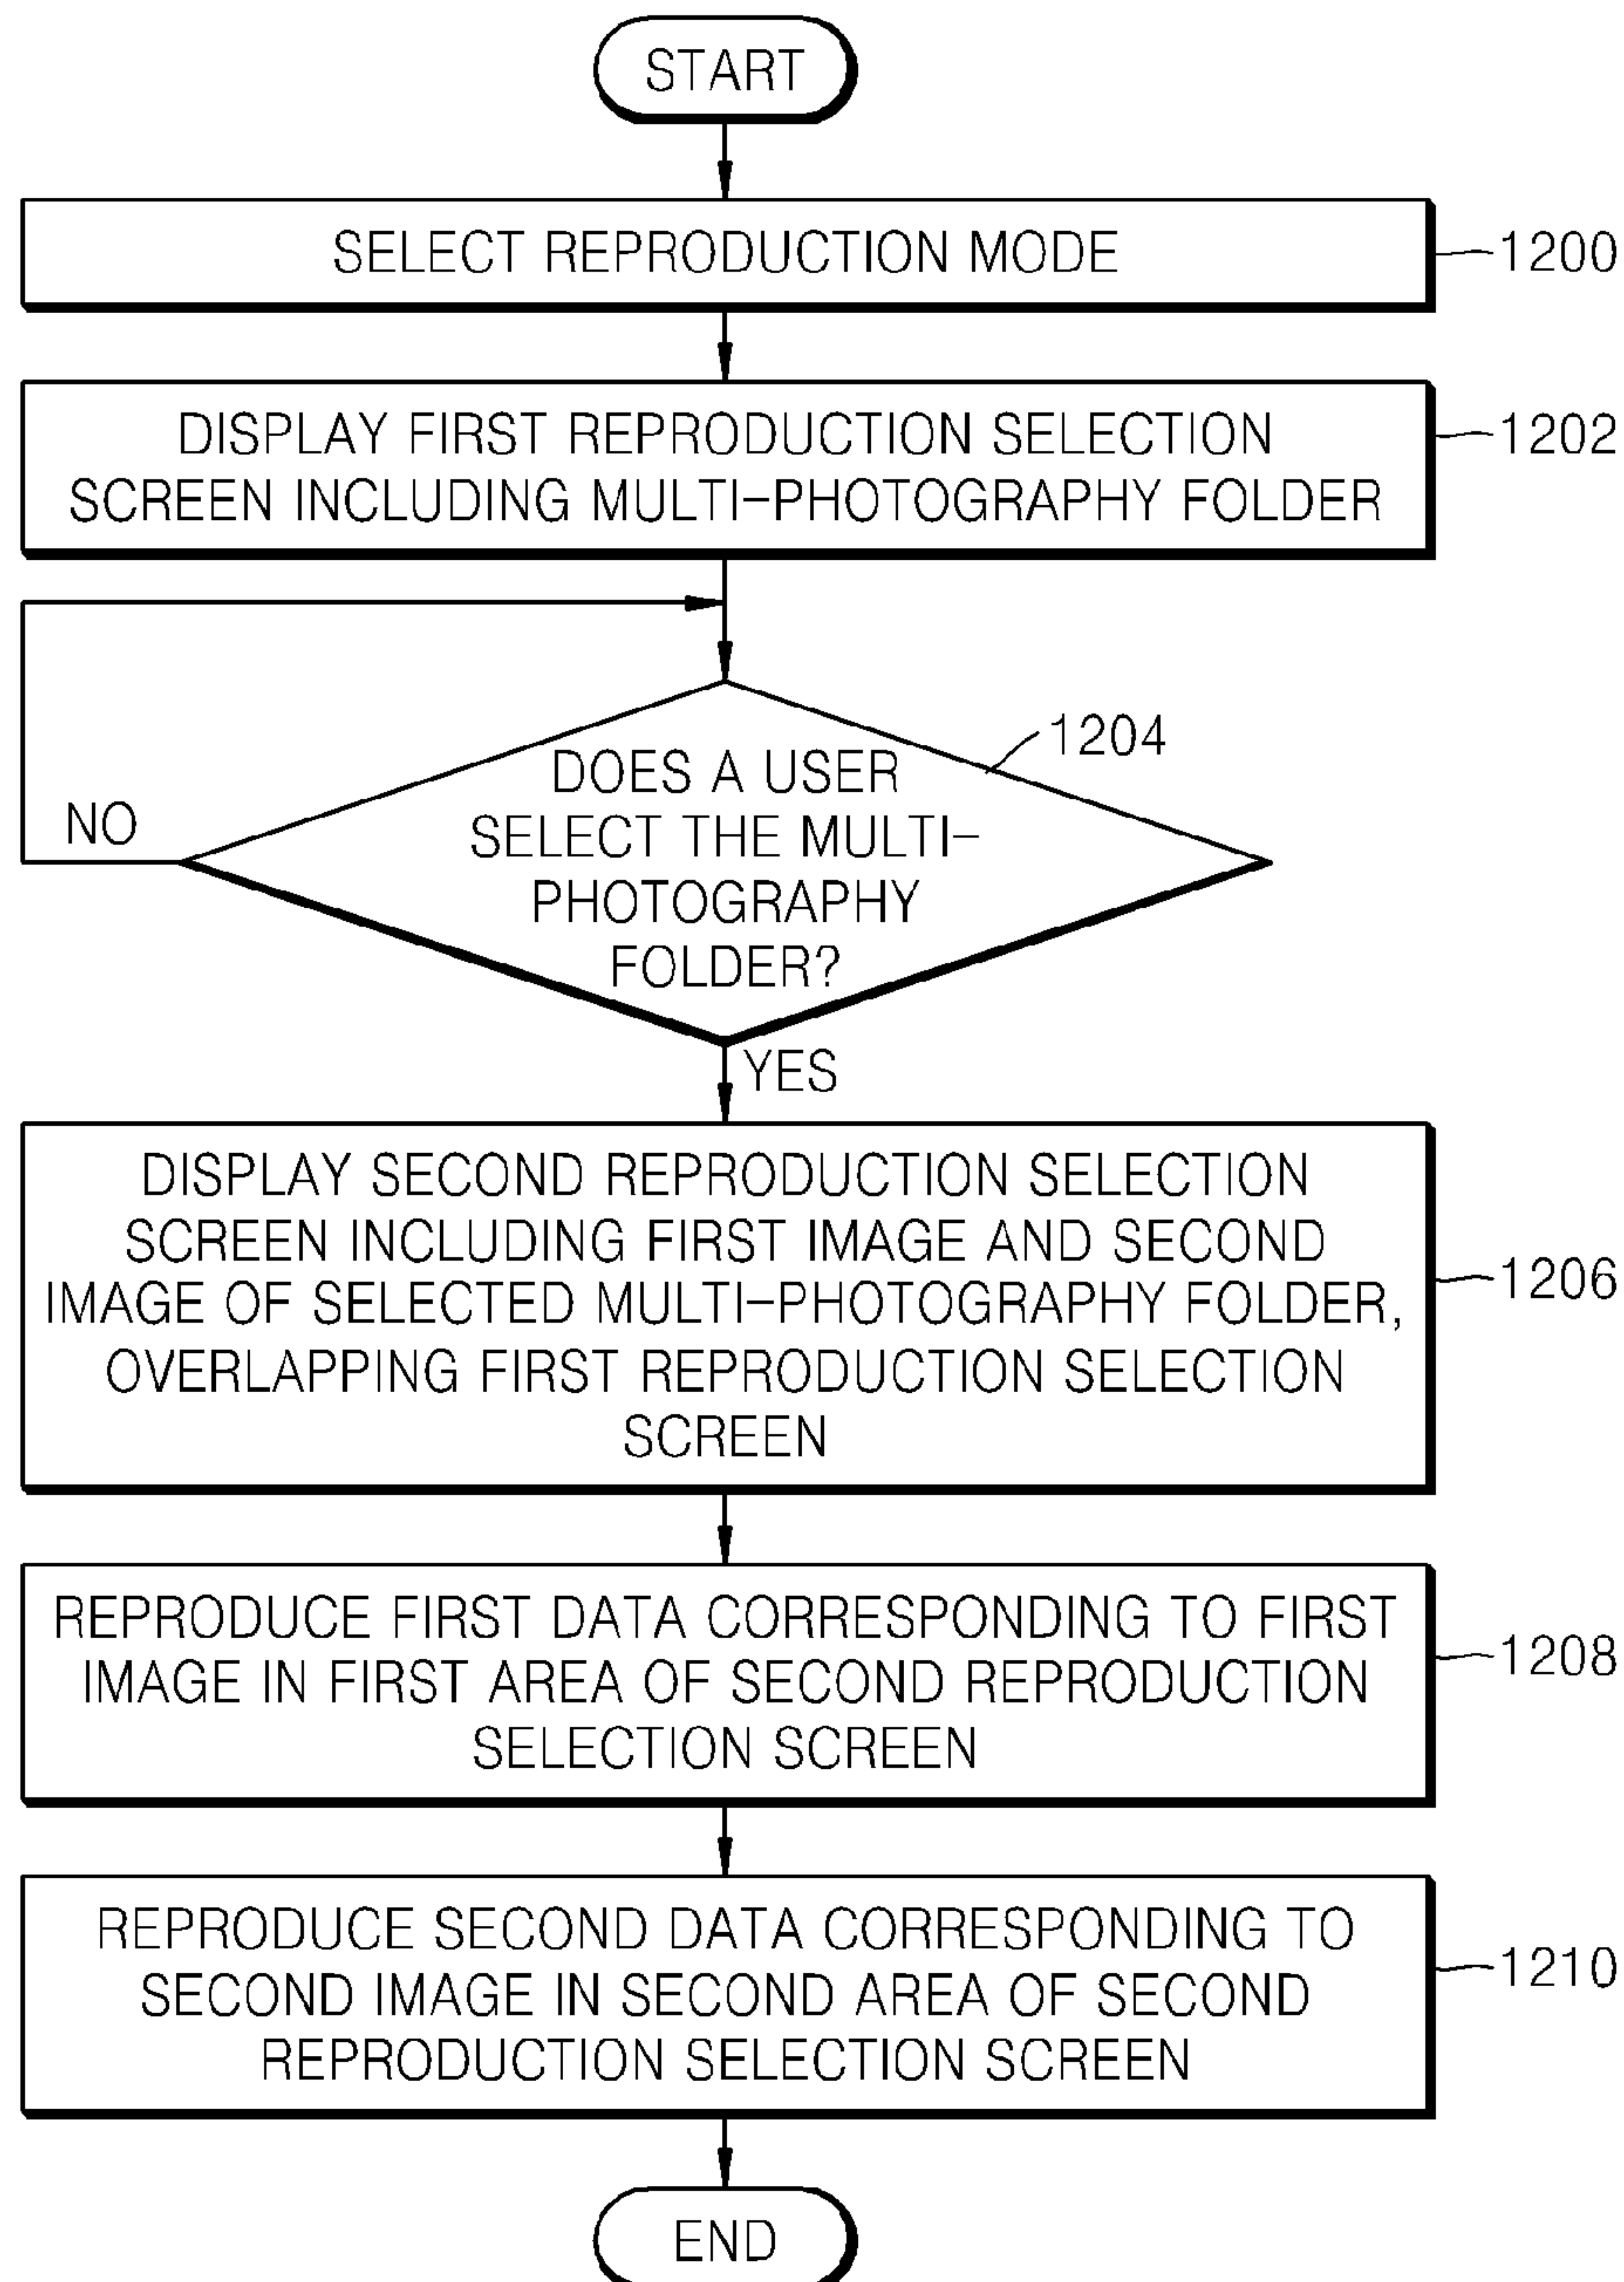 START
SELECT REPRODUCTION MODE
1200
DISPLAY FIRST REPRODUCTION SELECTION
SCREEN INCLUDING MULTI-PHOTOGRAPHY FOLDER
1202
DOES A USER
SELECT THE MULTI-
PHOTOGRAPHY
FOLDER?
1204
NO
YES
DISPLAY SECOND REPRODUCTION SELECTION
SCREEN INCLUDING FIRST IMAGE AND SECOND
IMAGE OF SELECTED MULTI-PHOTOGRAPHY FOLDER,
OVERLAPPING FIRST REPRODUCTION SELECTION
SCREEN
1206
REPRODUCE FIRST DATA CORRESPONDING TO FIRST
IMAGE IN FIRST AREA OF SECOND REPRODUCTION
SELECTION SCREEN
1208
REPRODUCE SECOND DATA CORRESPONDING TO
SECOND IMAGE IN SECOND AREA OF SECOND
REPRODUCTION SELECTION SCREEN
1210
END